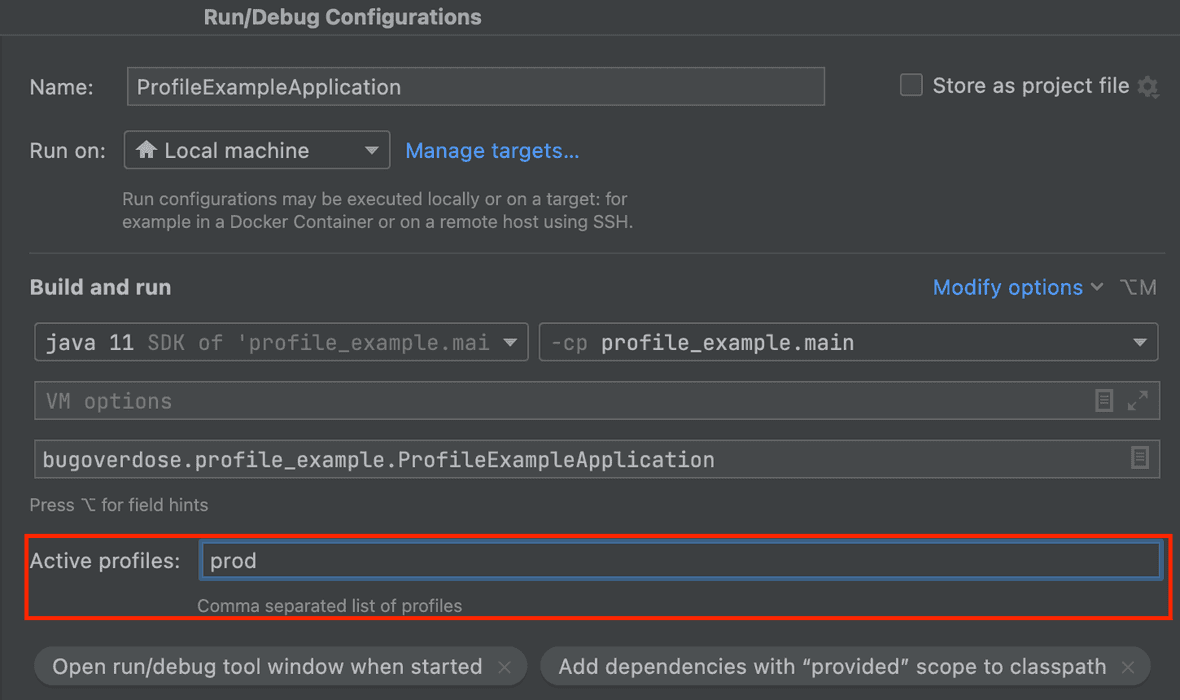 Run/Debug Configurations
Name: ProfileExampleApplication Store as project file
Run on: Local machine Manage targets...
Run configurations may be executed locally or on a target: for
example in a Docker Container or on a remote host using SSH.
Build and run Modify options ⌥M
java 11 SDK of 'profile_example.mai -cp profile_example.main
VM options
bugoverdose.profile_example.ProfileExampleApplication
Press ⌥ for field hints
Active profiles: prod
Comma separated list of profiles
Open run/debug tool window when started × Add dependencies with “provided” scope to classpath ×